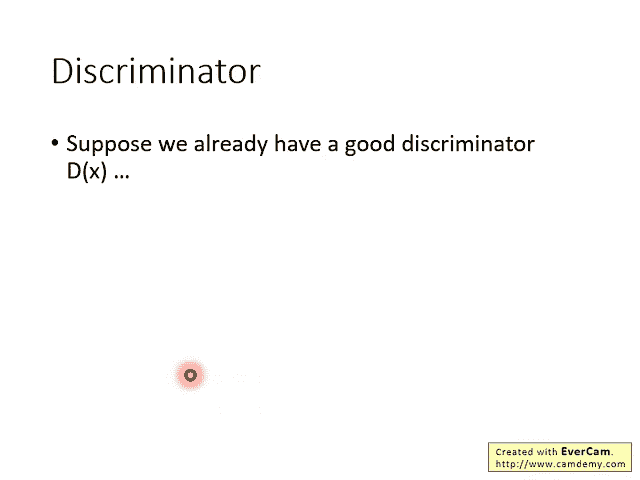 Discriminator
• Suppose we already have a good discriminator
D(x) …
Created with EverCam.
http://www.camdemy.com